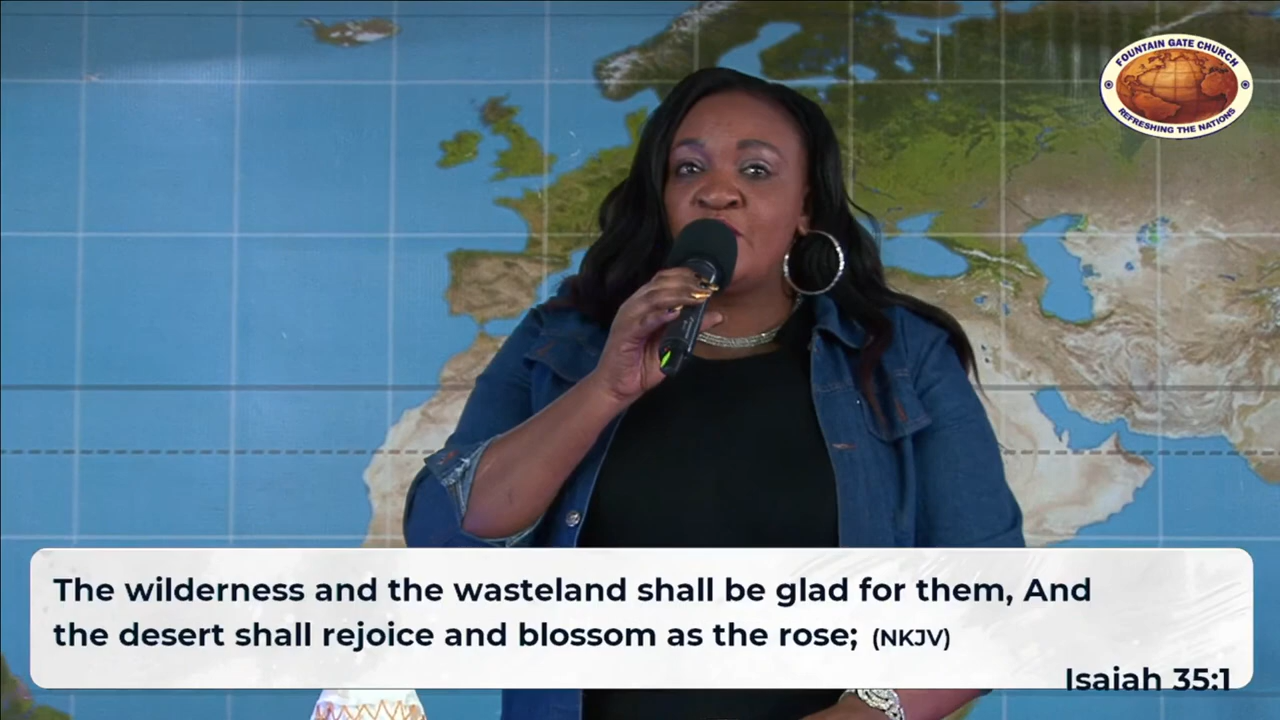 FOUNTAIN GATE CHURCH
REFRESHING THE NATIONS
The wilderness and the wasteland shall be glad for them, And
the desert shall rejoice and blossom as the rose; (NKJV)
Isaiah 35:1